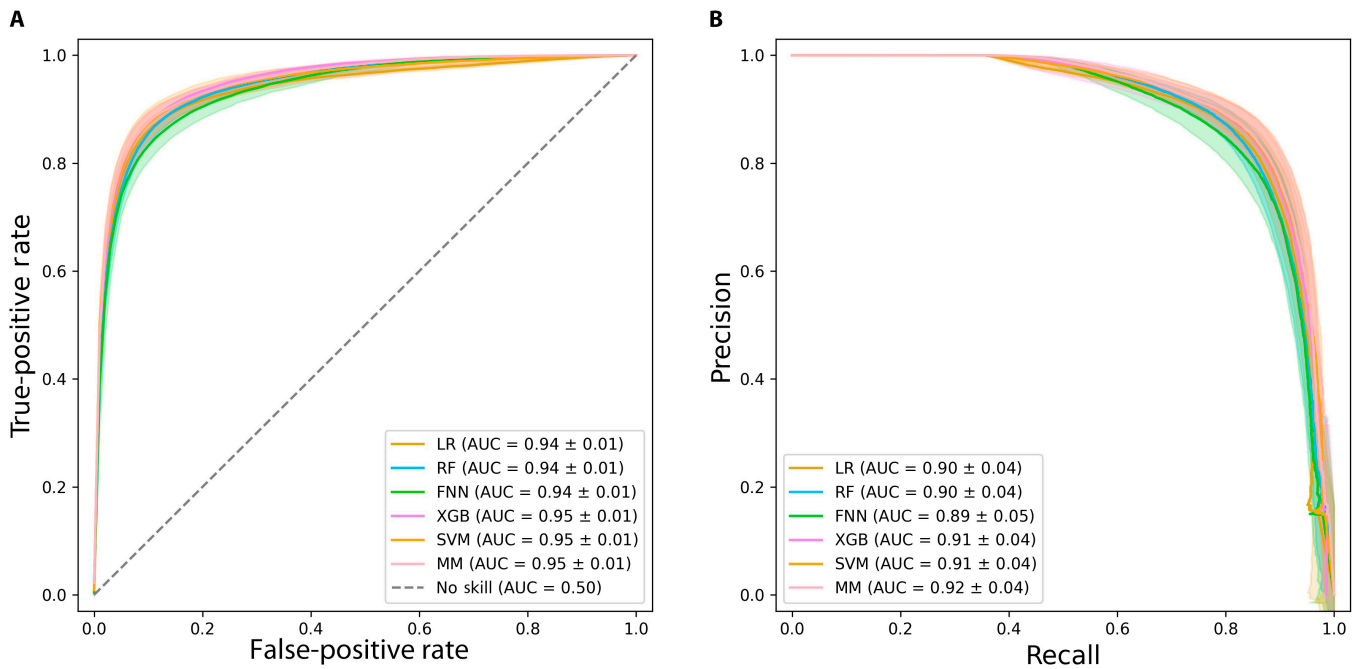 A
True-positive rate
1.0
0.8
0.6
0.4
0.2
0.0
LR (AUC = 0.94 ± 0.01)
RF (AUC = 0.94 ± 0.01)
FNN (AUC = 0.94 ± 0.01)
XGB (AUC = 0.95 ± 0.01)
SVM (AUC = 0.95 ± 0.01)
MM (AUC = 0.95 ± 0.01)
No skill (AUC = 0.50)
0.0 0.2 0.4 0.6 0.8 1.0
False-positive rate
B
Precision
1.0
0.8
0.6
0.4
0.2
0.0
LR (AUC = 0.90 ± 0.04)
RF (AUC = 0.90 ± 0.04)
FNN (AUC = 0.89 ± 0.05)
XGB (AUC = 0.91 ± 0.04)
SVM (AUC = 0.91 ± 0.04)
MM (AUC = 0.92 ± 0.04)
0.0 0.2 0.4 0.6 0.8 1.0
Recall